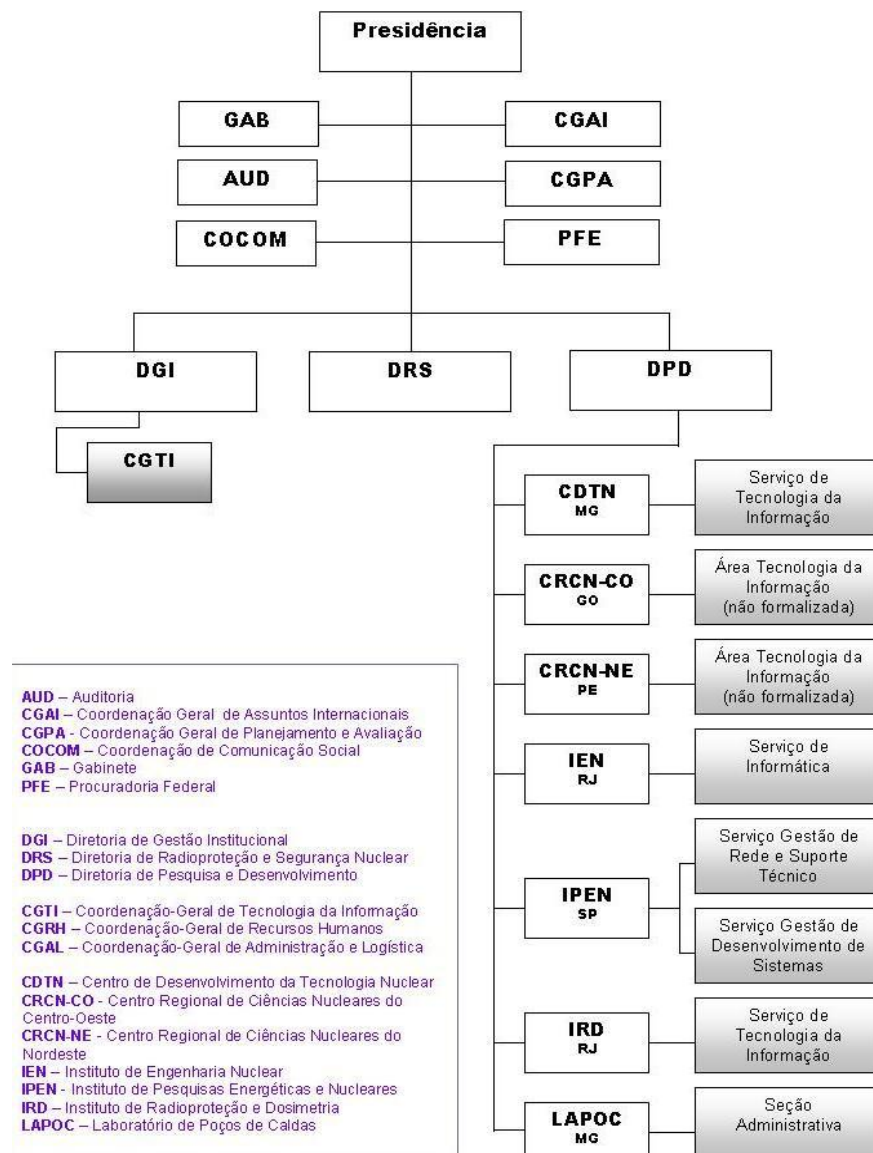 Presidência
GAB
CGAI
AUD
CGPA
COCOM
PFE
DGI
DRS
DPD
CGTI
CDTN
MG
Serviço de
Tecnologia da
Informação
CRCN-CO
GO
Área Tecnologia da
Informação
(não formalizada)
CRCN-NE
PE
Área Tecnologia da
Informação
(não formalizada)
IEN
RJ
Serviço de
Informática
IPEN
SP
Serviço Gestão de
Rede e Suporte
Técnico
Serviço Gestão de
Desenvolvimento de
Sistemas
IRD
RJ
Serviço de
Tecnologia da
Informação
LAPOC
MG
Seção
Administrativa
AUD – Auditoria
CGAI – Coordenação Geral de Assuntos Internacionais
CGPA - Coordenação Geral de Planejamento e Avaliação
COCOM – Coordenação de Comunicação Social
GAB – Gabinete
PFE – Procuradoria Federal
DGI – Diretoria de Gestão Institucional
DRS – Diretoria de Radioproteção e Segurança Nuclear
DPD – Diretoria de Pesquisa e Desenvolvimento
CGTI – Coordenação-Geral de Tecnologia da Informação
CGRH – Coordenação-Geral de Recursos Humanos
CGAL – Coordenação-Geral de Administração e Logística
CDTN – Centro de Desenvolvimento da Tecnologia Nuclear
CRCN-CO - Centro Regional de Ciências Nucleares do
Centro-Oeste
CRCN-NE - Centro Regional de Ciências Nucleares do
Nordeste
IEN – Instituto de Engenharia Nuclear
IPEN - Instituto de Pesquisas Energéticas e Nucleares
IRD – Instituto de Radioproteção e Dosimetria
LAPOC – Laboratório de Poços de Caldas